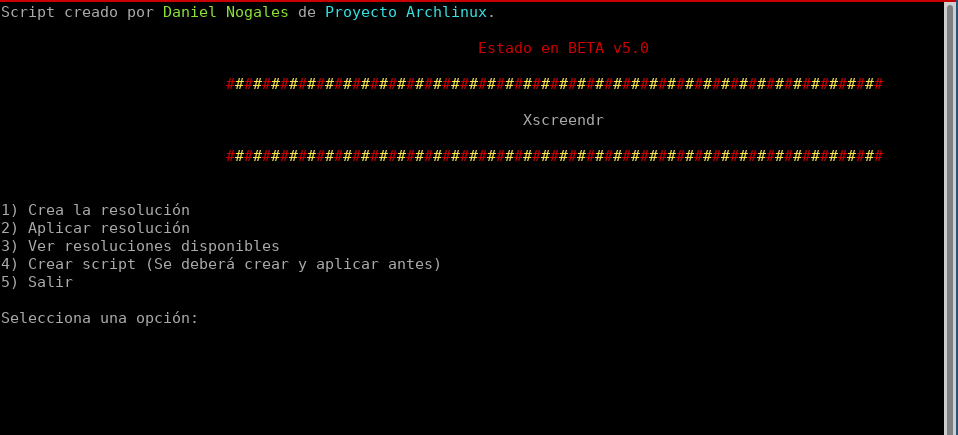 Script creado por Daniel Nogales de Proyecto Archlinux.
Estado en BETA v5.0
#########################################################################
Xscreendr
#########################################################################
1) Crea la resolución
2) Aplicar resolución
3) Ver resoluciones disponibles
4) Crear script (Se deberá crear y aplicar antes)
5) Salir
Selecciona una opción: